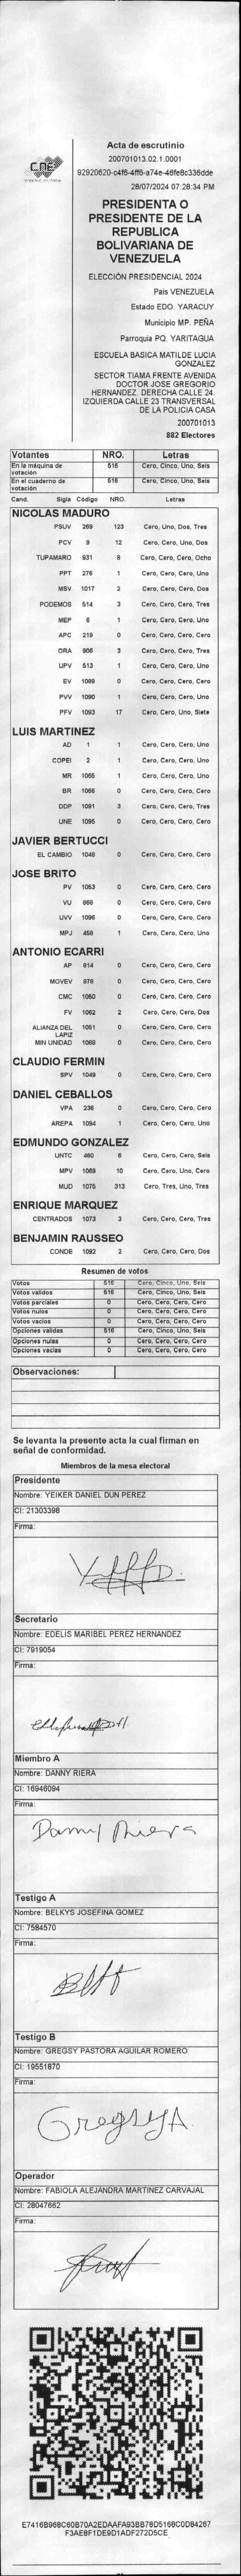 CNE
Acta de escrutinio
200701013.02.1.0001
92920620-c4f6-4ff6-a74e-46fe8c336dde
28/07/2024 07:28:34 PM
PRESIDENTA O
PRESIDENTE DE LA
REPUBLICA
BOLIVARIANA DE
VENEZUELA
ELECCIÓN PRESIDENCIAL 2024
Pais VENEZUELA
Estado EDO. YARACUY
Municipio MP. PEÑA
Parroquia PQ. YARITAGUA
ESCUELA BASICA MATILDE LUCIA
GONZALEZ
SECTOR TIAMA FRENTE AVENIDA
DOCTOR JOSE GREGORIO
HERNANDEZ. DERECHA CALLE 24.
IZQUIERDA CALLE 23 TRANSVERSAL
DE LA POLICIA CASA
200701013
882 Electores
Votantes NRO. Letras
En la máquina de votación 516 Cero, Cinco, Uno, Seis
En el cuaderno de votación 516 Cero, Cinco, Uno, Seis
Cand. Sigla Código NRO. Letras
NICOLAS MADURO
PSUV 269 123 Cero, Uno, Dos, Tres
PCV 9 12 Cero, Cero, Uno, Dos
TUPAMARO 931 8 Cero, Cero, Cero, Ocho
PPT 276 1 Cero, Cero, Cero, Uno
MSV 1017 2 Cero, Cero, Cero, Dos
PODEMOS 514 3 Cero, Cero, Cero, Tres
MEP 6 1 Cero, Cero, Cero, Uno
APC 219 0 Cero, Cero, Cero, Cero
ORA 906 3 Cero, Cero, Cero, Tres
UPV 513 1 Cero, Cero, Cero, Uno
EV 1089 0 Cero, Cero, Cero, Cero
PVV 1090 1 Cero, Cero, Cero, Uno
PFV 1093 17 Cero, Cero, Uno, Siete
LUIS MARTINEZ
AD 1 1 Cero, Cero, Cero, Uno
COPEI 2 1 Cero, Cero, Cero, Uno
MR 1065 1 Cero, Cero, Cero, Uno
BR 1066 0 Cero, Cero, Cero, Cero
DDP 1091 3 Cero, Cero, Cero, Tres
UNE 1095 0 Cero, Cero, Cero, Cero
JAVIER BERTUCCI
EL CAMBIO 1048 0 Cero, Cero, Cero, Cero
JOSE BRITO
PV 1053 0 Cero, Cero, Cero, Cero
VU 868 0 Cero, Cero, Cero, Cero
UVV 1096 0 Cero, Cero, Cero, Cero
MPJ 458 1 Cero, Cero, Cero, Uno
ANTONIO ECARRI
AP 814 0 Cero, Cero, Cero, Cero
MOVEV 878 0 Cero, Cero, Cero, Cero
CMC 1050 0 Cero, Cero, Cero, Cero
FV 1062 2 Cero, Cero, Cero, Dos
ALIANZA DEL LAPIZ 1051 0 Cero, Cero, Cero, Cero
MIN UNIDAD 1068 0 Cero, Cero, Cero, Cero
CLAUDIO FERMIN
SPV 1049 0 Cero, Cero, Cero, Cero
DANIEL CEBALLOS
VPA 236 0 Cero, Cero, Cero, Cero
AREPA 1094 1 Cero, Cero, Cero, Uno
EDMUNDO GONZALEZ
UNTC 460 6 Cero, Cero, Cero, Seis
MPV 1069 10 Cero, Cero, Uno, Cero
MUD 1075 313 Cero, Tres, Uno, Tres
ENRIQUE MARQUEZ
CENTRADOS 1073 3 Cero, Cero, Cero, Tres
BENJAMIN RAUSSEO
CONDE 1092 2 Cero, Cero, Cero, Dos
Resumen de votos
Votos 516 Cero, Cinco, Uno, Seis
Votos validos 516 Cero, Cinco, Uno, Seis
Votos parciales 0 Cero, Cero, Cero, Cero
Votos nulos 0 Cero, Cero, Cero, Cero
Votos vacios 0 Cero, Cero, Cero, Cero
Opciones validas 516 Cero, Cinco, Uno, Seis
Opciones nulas 0 Cero, Cero, Cero, Cero
Opciones vacias 0 Cero, Cero, Cero, Cero
Observaciones:
Se levanta la presente acta la cual firman en
señal de conformidad.
Miembros de la mesa electoral
Presidente
Nombre: YEIKER DANIEL DUN PEREZ
CI: 21303398
Firma:
Secretario
Nombre: EDELIS MARIBEL PEREZ HERNANDEZ
CI: 7919054
Firma:
Miembro A
Nombre: DANNY RIERA
CI: 16946094
Firma:
Danny Riera
Testigo A
Nombre: BELKYS JOSEFINA GOMEZ
CI: 7584570
Firma:
Testigo B
Nombre: GREGSY PASTORA AGUILAR ROMERO
CI: 19551870
Firma:
GregsyA.
Operador
Nombre: FABIOLA ALEJANDRA MARTINEZ CARVAJAL
CI: 28047662
Firma:
E7416B968C60B70A2EDAAFA93BB78D5168C0D84267
F3AE8F1DE9D1ADF272D5CE